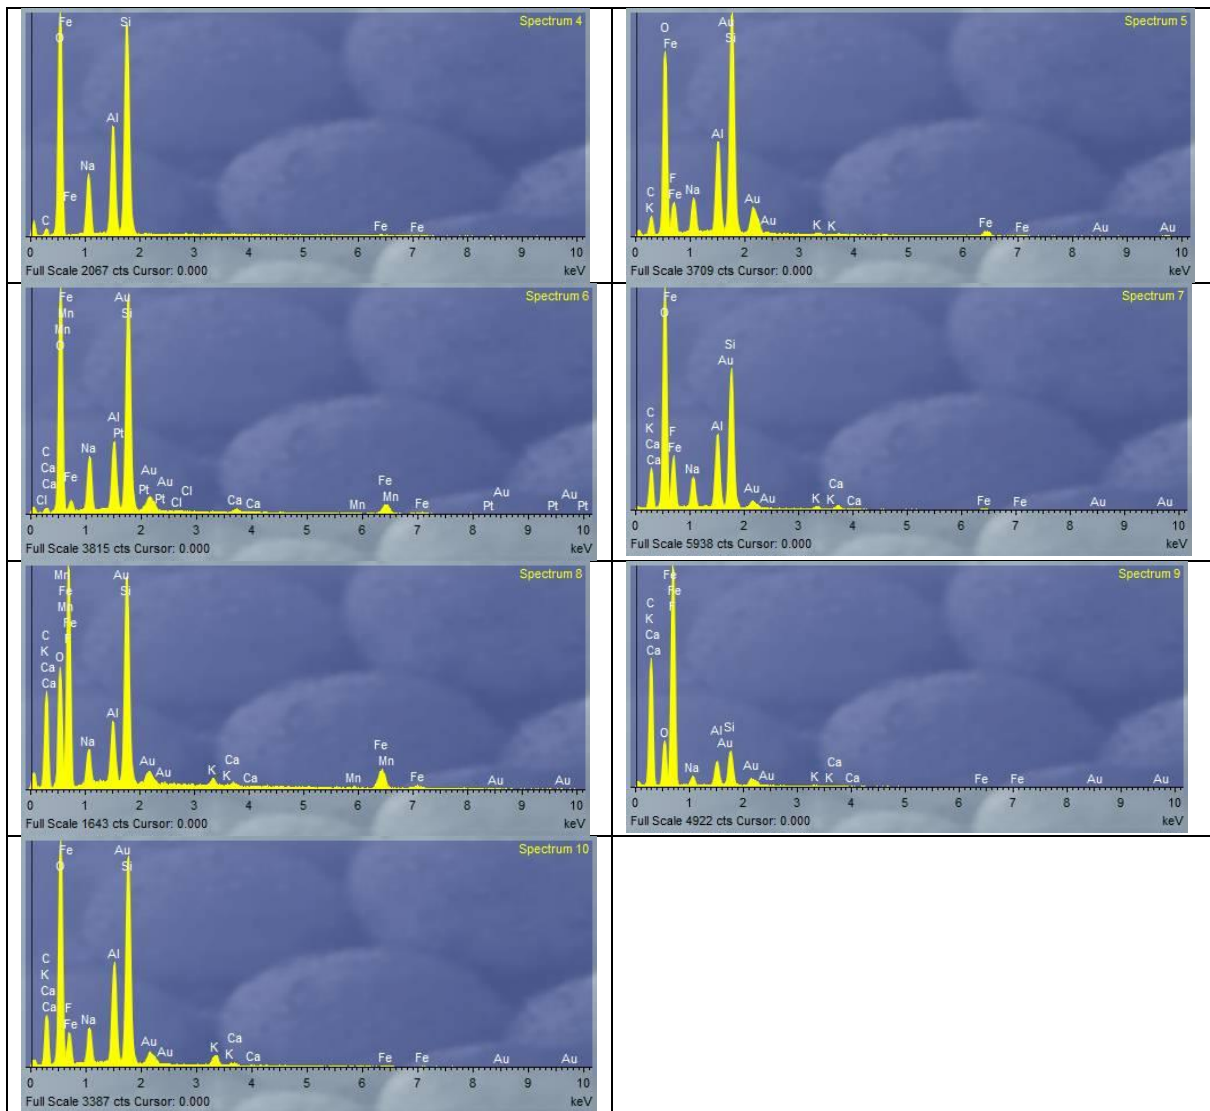 Spectrum 4
Fe
O
Si
Al
Na
Fe
C
Fe
Fe
0 1 2 3 4 5 6 7 8 9 10
Full Scale 2067 cts Cursor: 0.000
keV
Spectrum 5
O
Fe
Au
Si
Al
C
K
F
Fe
Na
Au
Au
K
K
Fe
Fe
Au
Au
0 1 2 3 4 5 6 7 8 9 10
Full Scale 3709 cts Cursor: 0.000
keV
Spectrum 6
Fe
Mn
Mn
O
Au
Si
Al
Pt
Na
C
Ca
Ca
Cl
Fe
Au
Pt
Au
Pt
Cl
Cl
Ca
Ca
Mn
Fe
Mn
Fe
Au
Pt
Au
Pt
Pt
0 1 2 3 4 5 6 7 8 9 10
Full Scale 3815 cts Cursor: 0.000
keV
Spectrum 7
Fe
O
Si
Au
C
K
Ca
Ca
F
Fe
Na
Al
Au
Au
K
Ca
K
Ca
Fe
Fe
Au
Au
0 1 2 3 4 5 6 7 8 9 10
Full Scale 5938 cts Cursor: 0.000
keV
Spectrum 8
Mn
Fe
Mn
Fe
F
Au
Si
C
K
Ca
Ca
O
Al
Na
Au
Au
K
Ca
K
Ca
Fe
Mn
Mn
Fe
Au
Au
0 1 2 3 4 5 6 7 8 9 10
Full Scale 1643 cts Cursor: 0.000
keV
Spectrum 9
Fe
Fe
F
C
K
Ca
Ca
O
Na
Al
Si
Au
Au
Au
K
Ca
K
Ca
Fe
Fe
Au
Au
0 1 2 3 4 5 6 7 8 9 10
Full Scale 4922 cts Cursor: 0.000
keV
Spectrum 10
Fe
O
Au
Si
C
K
Ca
Ca
F
Fe
Na
Al
Au
Au
K
Ca
K
Ca
Fe
Fe
Au
Au
0 1 2 3 4 5 6 7 8 9 10
Full Scale 3387 cts Cursor: 0.000
keV